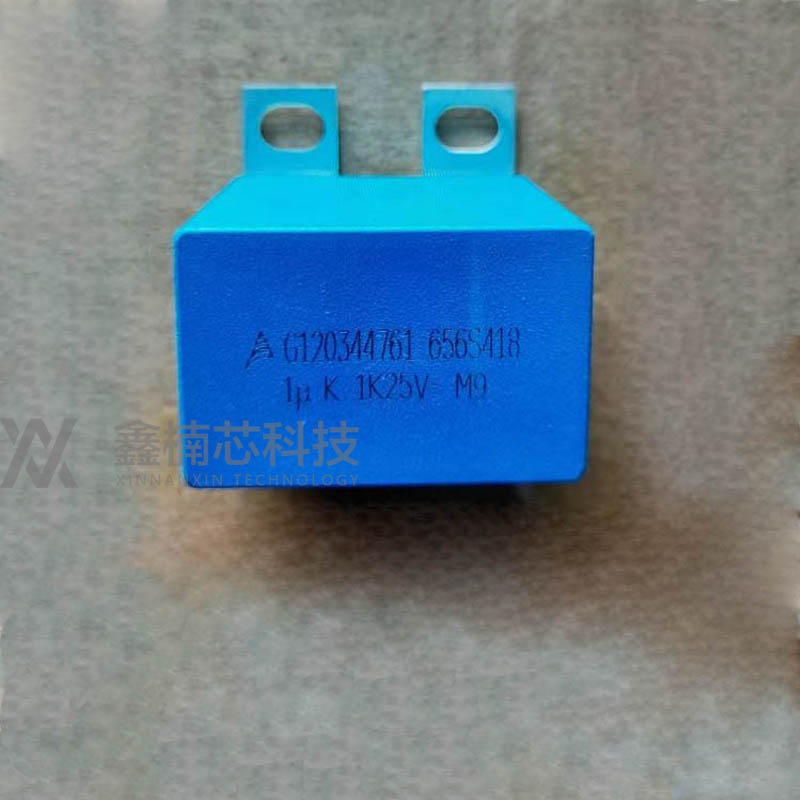 G120344761 656S418
1μ K 1K25V- M9
鑫楠芯科技
XINNANXIN TECHNOLOGY